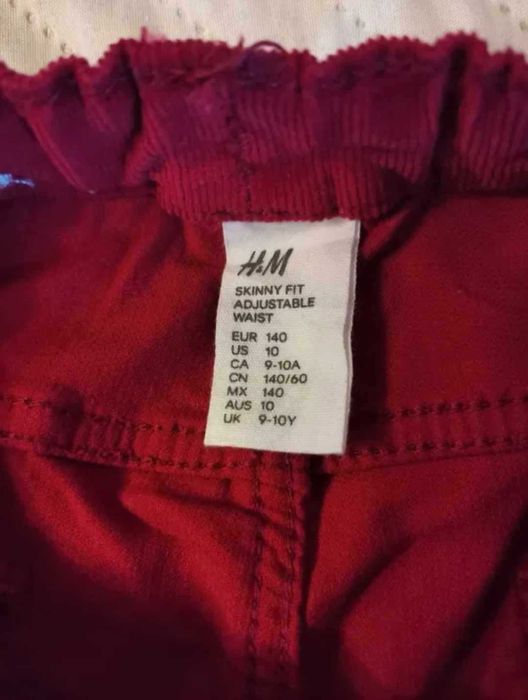 H&M
SKINNY FIT
ADJUSTABLE
WAIST
EUR 140
US 10
CA 9-10A
CN 140/60
MX 140
AUS 10
UK 9-10Y